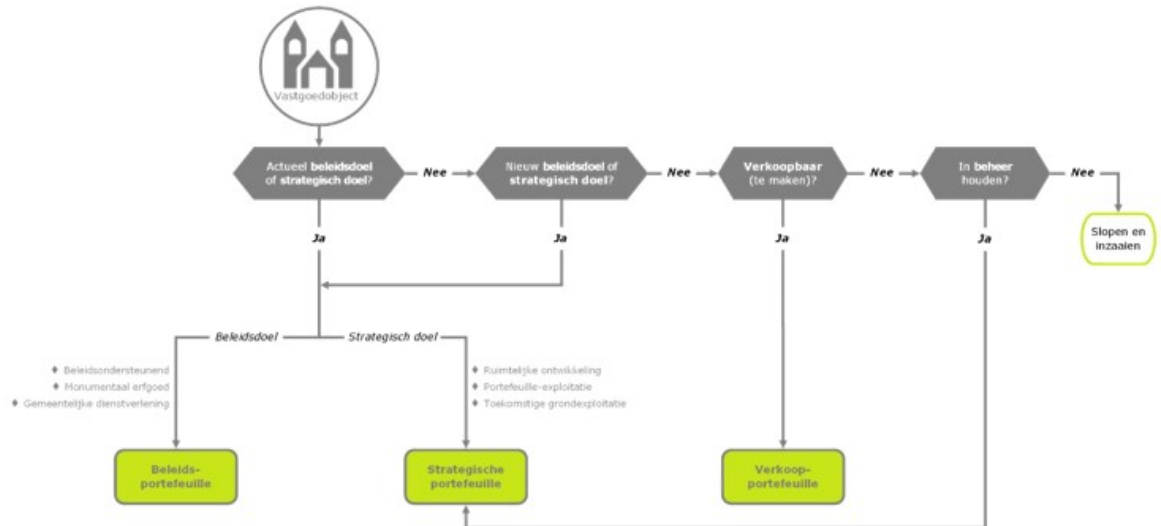 Vastgoedobject
Actueel beleidsdoel
of strategisch doel?
Nee
Nieuw beleidsdoel of
strategisch doel?
Nee
Verkoopbaar
(te maken)?
Nee
In beheer
houden?
Nee
Slopen en
inzaaien
Ja
Ja
Ja
Ja
Beleidsdoel
Strategisch doel
♦ Beleidsondersteunend
♦ Monumentaal erfgoed
♦ Gemeentelijke dienstverlening
♦ Ruimtelijke ontwikkeling
♦ Portefeuille-exploitatie
♦ Toekomstige grondexploitatie
Beleids-
portefeuille
Strategische
portefeuille
Verkoop-
portefeuille